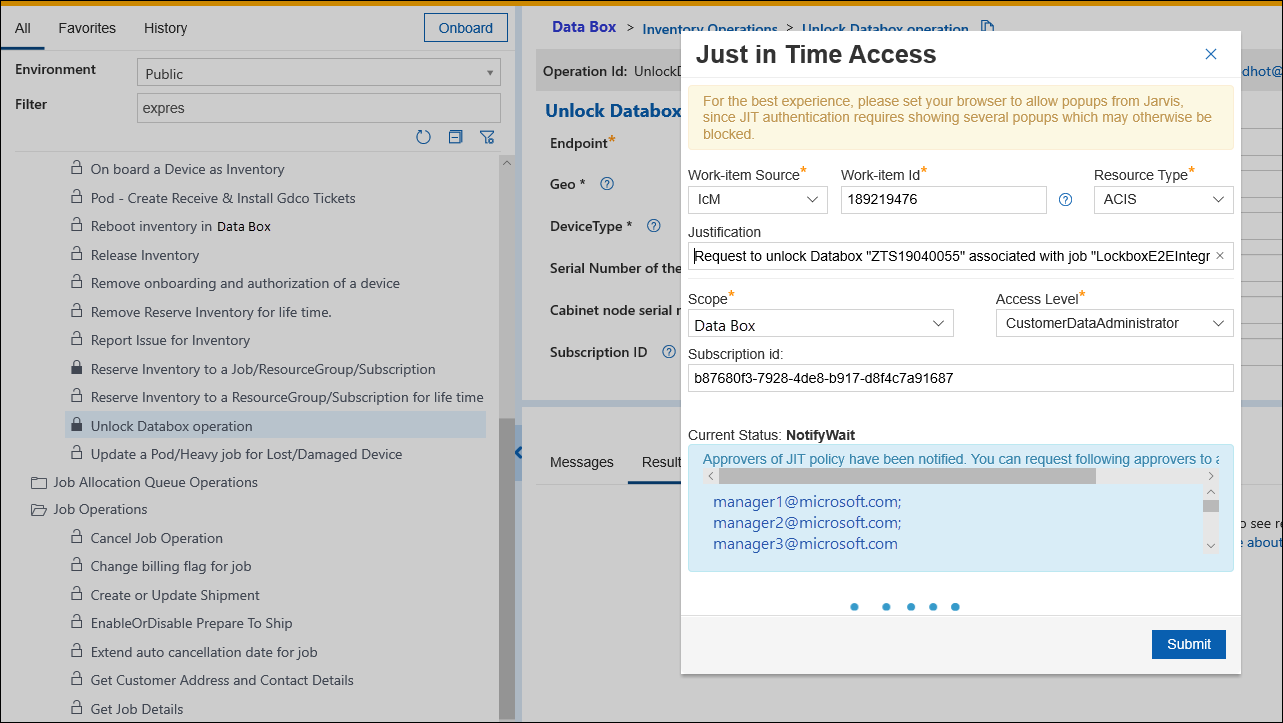 All Favorites History Onboard
Environment Public
Filter expres
On board a Device as Inventory
Pod - Create Receive & Install Gdco Tickets
Reboot inventory in Data Box
Release Inventory
Remove onboarding and authorization of a device
Remove Reserve Inventory for life time.
Report Issue for Inventory
Reserve Inventory to a Job/ResourceGroup/Subscription
Reserve Inventory to a ResourceGroup/Subscription for life time
Unlock Databox operation
Update a Pod/Heavy job for Lost/Damaged Device
Job Allocation Queue Operations
Job Operations
Cancel Job Operation
Change billing flag for job
Create or Update Shipment
EnableOrDisable Prepare To Ship
Extend auto cancellation date for job
Get Customer Address and Contact Details
Get Job Details
Data Box > Inventory Operations > Unlock Databox operation
Operation Id: UnlockD
dhot@
Unlock Databox
Endpoint*
Geo *
DeviceType *
Serial Number of the
Cabinet node serial n
Subscription ID
Messages Result
o see re
e about
Just in Time Access
For the best experience, please set your browser to allow popups from Jarvis,
since JIT authentication requires showing several popups which may otherwise be
blocked.
Work-item Source* Work-item Id* Resource Type*
IcM 189219476 ACIS
Justification
Request to unlock Databox "ZTS19040055" associated with job "LockboxE2EIntegr
Scope* Access Level*
Data Box CustomerDataAdministrator
Subscription id:
b87680f3-7928-4de8-b917-d8f4c7a91687
Current Status: NotifyWait
Approvers of JIT policy have been notified. You can request following approvers to a
manager1@microsoft.com;
manager2@microsoft.com;
manager3@microsoft.com
Submit